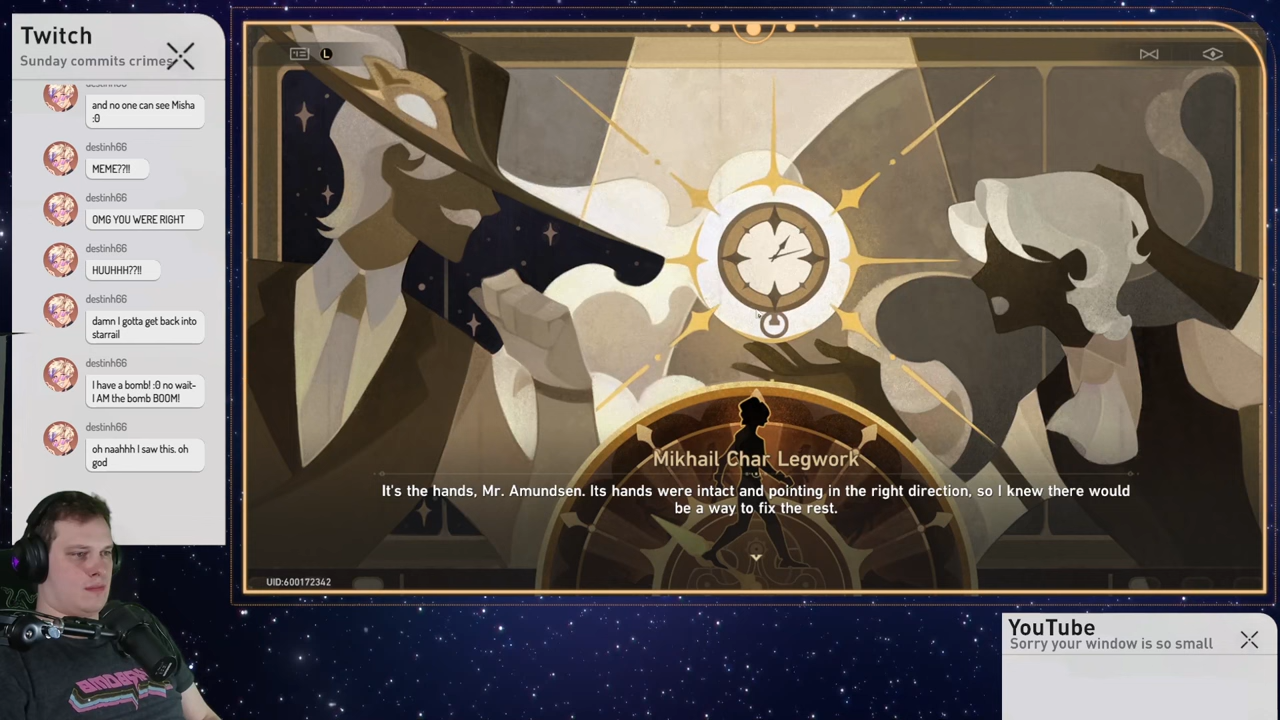 Twitch
Sunday commits crimes
and no one can see Misha
:0
destinh66
MEME??!!
destinh66
OMG YOU WERE RIGHT
destinh66
HUUHHH??!!
destinh66
damn I gotta get back into
starrail
destinh66
I have a bomb! :0 no wait-
I AM the bomb BOOM!
destinh66
oh naahhh I saw this. oh
god
L
Mikhail Char Legwork
It's the hands, Mr. Amundsen. Its hands were intact and pointing in the right direction, so I knew there would
be a way to fix the rest.
UID:600172342
YouTube
Sorry your window is so small